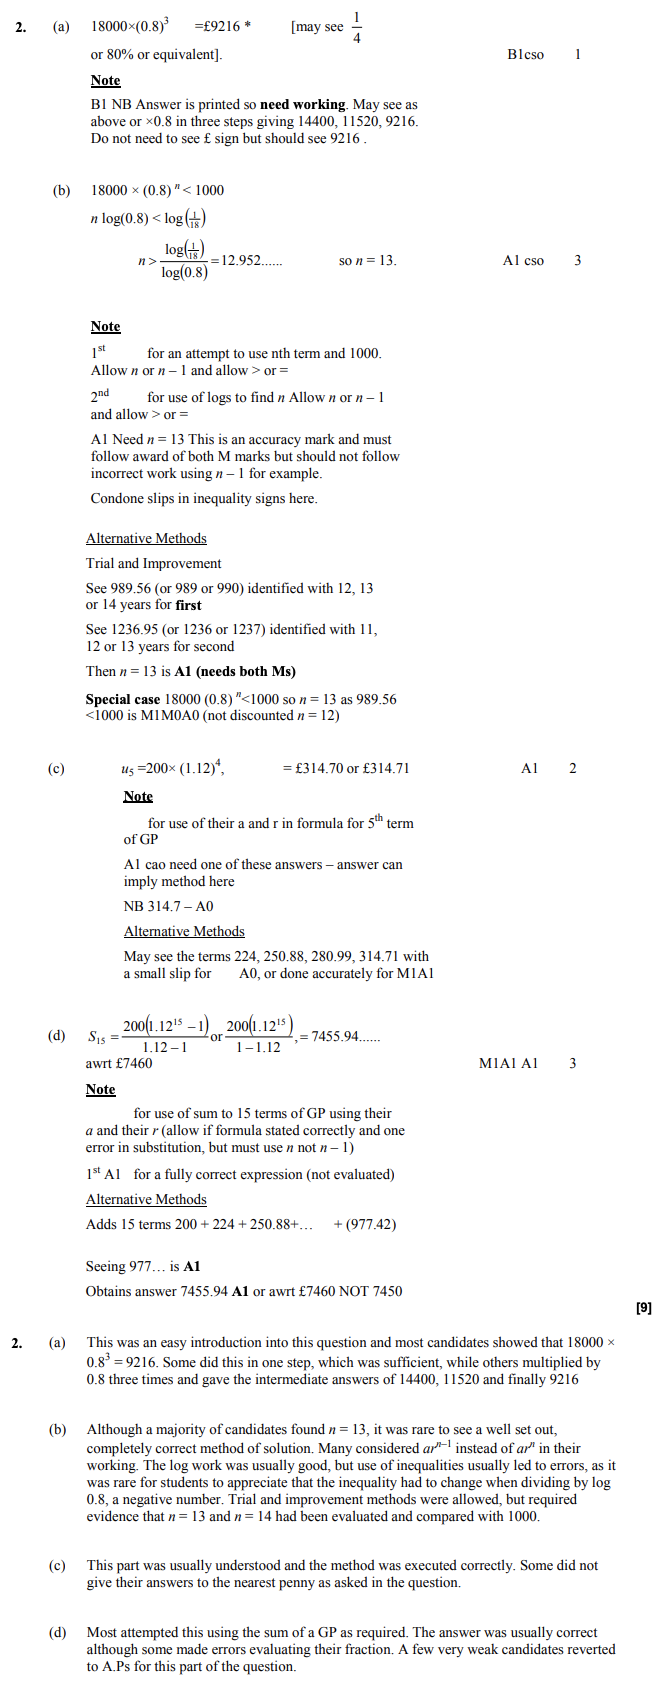 2. (a) 18000×(0.8)³ =£9216 * [may see 1/4
or 80% or equivalent]. B1cso 1
Note
B1 NB Answer is printed so need working. May see as
above or ×0.8 in three steps giving 14400, 11520, 9216.
Do not need to see £ sign but should see 9216 .
(b) 18000 × (0.8)ⁿ < 1000
n log(0.8) < log(1/18)
n > log(1/18)/log(0.8) = 12.952...... so n = 13. A1 cso 3
Note
1st for an attempt to use nth term and 1000.
Allow n or n – 1 and allow > or =
2nd for use of logs to find n Allow n or n – 1
and allow > or =
A1 Need n = 13 This is an accuracy mark and must
follow award of both M marks but should not follow
incorrect work using n – 1 for example.
Condone slips in inequality signs here.
Alternative Methods
Trial and Improvement
See 989.56 (or 989 or 990) identified with 12, 13
or 14 years for first
See 1236.95 (or 1236 or 1237) identified with 11,
12 or 13 years for second
Then n = 13 is A1 (needs both Ms)
Special case 18000 (0.8)ⁿ<1000 so n = 13 as 989.56
<1000 is M1M0A0 (not discounted n = 12)
(c) u₅ =200× (1.12)⁴, = £314.70 or £314.71 A1 2
Note
for use of their a and r in formula for 5th term
of GP
A1 cao need one of these answers – answer can
imply method here
NB 314.7 – A0
Alternative Methods
May see the terms 224, 250.88, 280.99, 314.71 with
a small slip for A0, or done accurately for M1A1
(d) S₁₅ = 200(1.12¹⁵ – 1)/(1.12 – 1) or 200(1.12¹⁵)/(1 – 1.12), = 7455.94......
awrt £7460 M1A1 A1 3
Note
for use of sum to 15 terms of GP using their
a and their r (allow if formula stated correctly and one
error in substitution, but must use n not n – 1)
1st A1 for a fully correct expression (not evaluated)
Alternative Methods
Adds 15 terms 200 + 224 + 250.88+… + (977.42)
Seeing 977… is A1
Obtains answer 7455.94 A1 or awrt £7460 NOT 7450
[9]
2. (a) This was an easy introduction into this question and most candidates showed that 18000 ×
0.8³ = 9216. Some did this in one step, which was sufficient, while others multiplied by
0.8 three times and gave the intermediate answers of 14400, 11520 and finally 9216
(b) Although a majority of candidates found n = 13, it was rare to see a well set out,
completely correct method of solution. Many considered arⁿ⁻¹ instead of arⁿ in their
working. The log work was usually good, but use of inequalities usually led to errors, as it
was rare for students to appreciate that the inequality had to change when dividing by log
0.8, a negative number. Trial and improvement methods were allowed, but required
evidence that n = 13 and n = 14 had been evaluated and compared with 1000.
(c) This part was usually understood and the method was executed correctly. Some did not
give their answers to the nearest penny as asked in the question.
(d) Most attempted this using the sum of a GP as required. The answer was usually correct
although some made errors evaluating their fraction. A few very weak candidates reverted
to A.Ps for this part of the question.